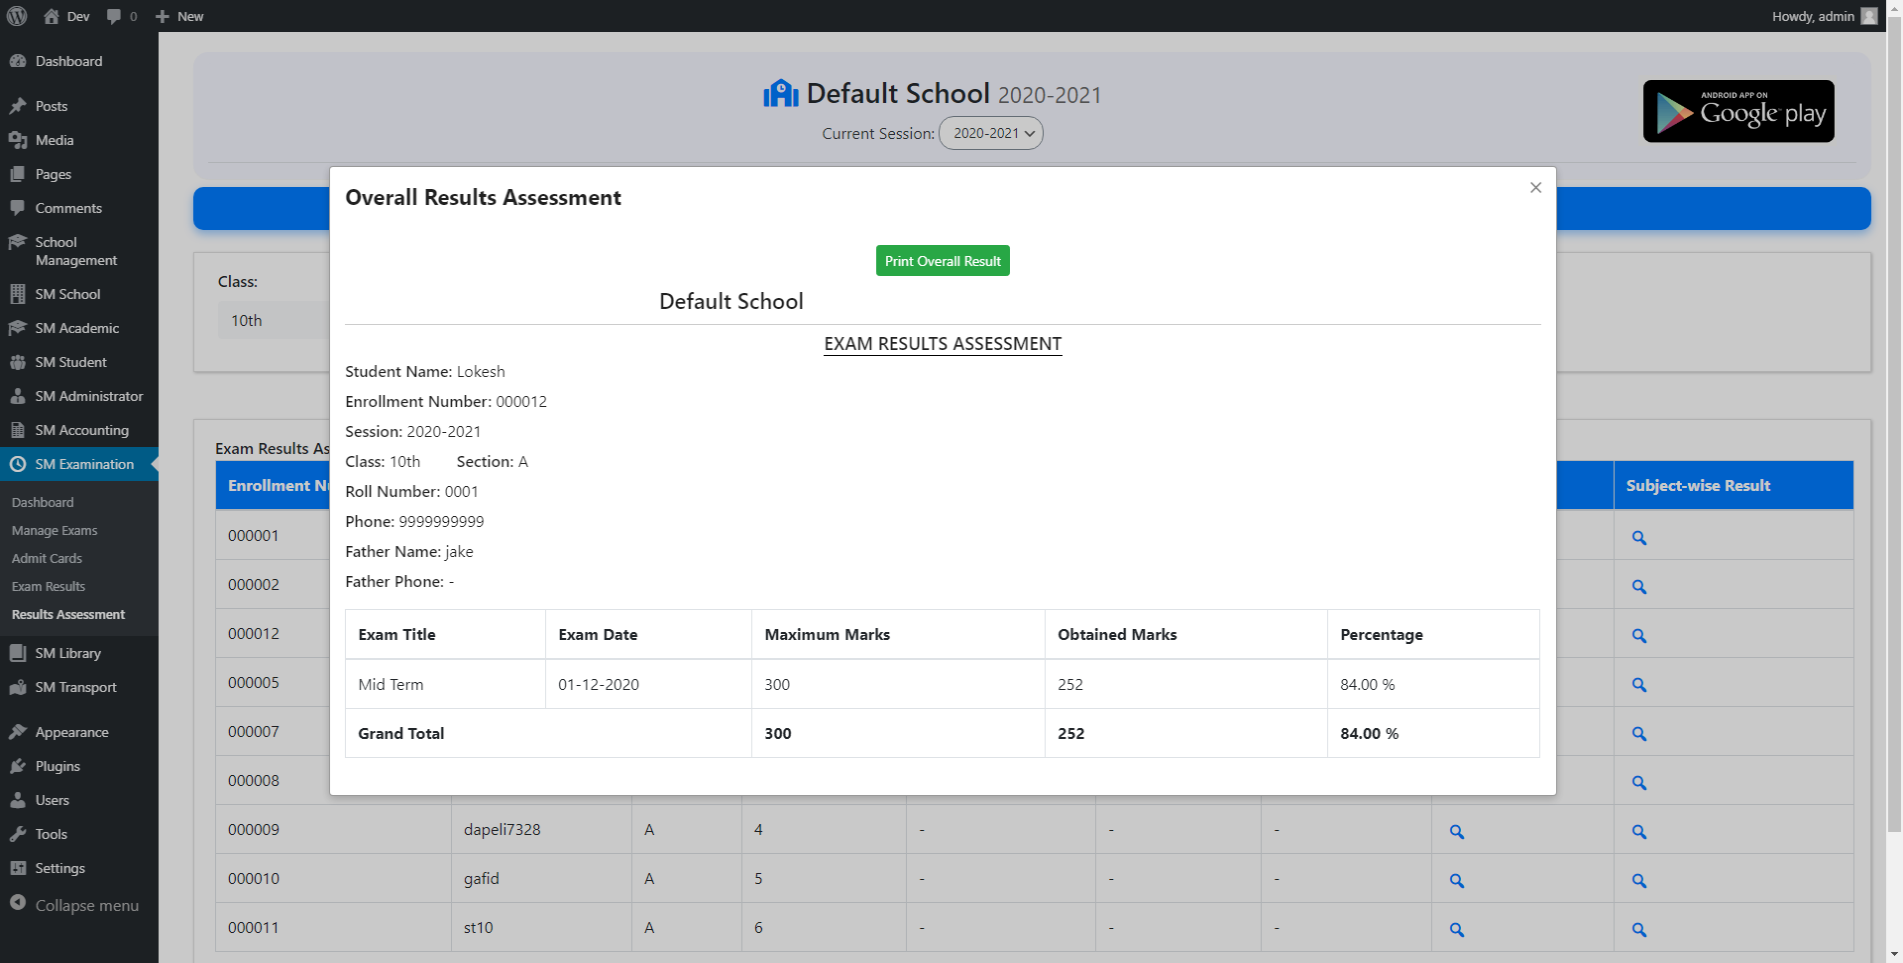 Dev 0 New Howdy, admin
Dashboard
Posts
Media
Pages
Comments
School
Management
SM School
SM Academic
SM Student
SM Administrator
SM Accounting
SM Examination
Dashboard
Manage Exams
Admit Cards
Exam Results
Results Assessment
SM Library
SM Transport
Appearance
Plugins
Users
Tools
Settings
Collapse menu
Default School 2020-2021
Current Session: 2020-2021
ANDROID APP ON
Google play
Class:
10th
Overall Results Assessment ×
Print Overall Result
Default School
EXAM RESULTS ASSESSMENT
Student Name: Lokesh
Enrollment Number: 000012
Session: 2020-2021
Class: 10th Section: A
Roll Number: 0001
Phone: 9999999999
Father Name: jake
Father Phone: -
Exam Title Exam Date Maximum Marks Obtained Marks Percentage
Mid Term 01-12-2020 300 252 84.00 %
Grand Total 300 252 84.00 %
Exam Results As
Enrollment Nu Subject-wise Result
000001
000002
000012
000005
000007
000008
000009 dapeli7328 A 4 - - -
000010 gafid A 5 - - -
000011 st10 A 6 - - -